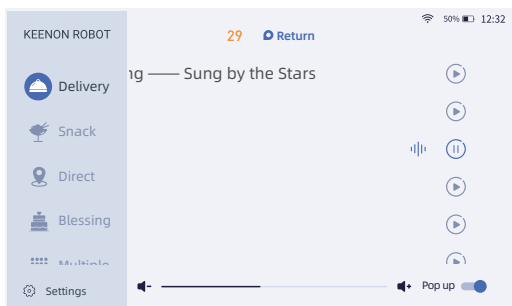 50% 12:32
KEENON ROBOT
29 Return
ng —— Sung by the Stars
Delivery
Snack
Direct
Blessing
Multiple
Settings
Pop up